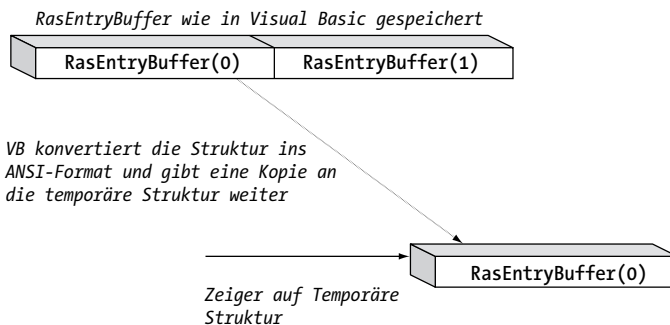 RasEntryBuffer wie in Visual Basic gespeichert
RasEntryBuffer(0) RasEntryBuffer(1)
VB konvertiert die Struktur ins
ANSI-Format und gibt eine Kopie an
die temporäre Struktur weiter
RasEntryBuffer(0)
Zeiger auf Temporäre
Struktur